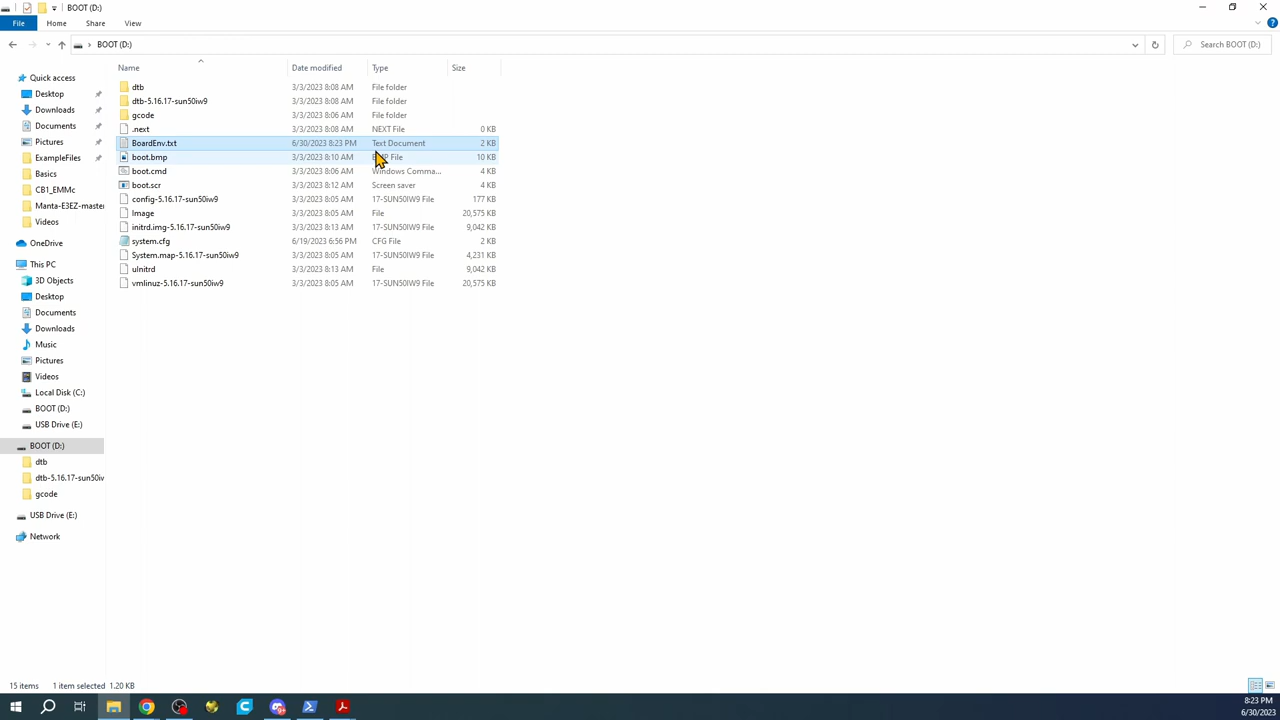 BOOT (D:)
File Home Share View
BOOT (D:) Search BOOT (D:)
Name Date modified Type Size
dtb 3/3/2023 8:08 AM File folder
dtb-5.16.17-sun50iw9 3/3/2023 8:08 AM File folder
gcode 3/3/2023 8:06 AM File folder
.next 3/3/2023 8:08 AM NEXT File 0 KB
BoardEnv.txt 6/30/2023 8:23 PM Text Document 2 KB
boot.bmp 3/3/2023 8:10 AM File 10 KB
boot.cmd 3/3/2023 8:06 AM Windows Comma... 4 KB
boot.scr 3/3/2023 8:12 AM Screen saver 4 KB
config-5.16.17-sun50iw9 3/3/2023 8:05 AM 17-SUN50IW9 File 177 KB
Image 3/3/2023 8:05 AM File 20,575 KB
initrd.img-5.16.17-sun50iw9 3/3/2023 8:13 AM 17-SUN50IW9 File 9,042 KB
system.cfg 6/19/2023 6:56 PM CFG File 2 KB
System.map-5.16.17-sun50iw9 3/3/2023 8:05 AM 17-SUN50IW9 File 4,231 KB
uInitrd 3/3/2023 8:13 AM File 9,042 KB
vmlinuz-5.16.17-sun50iw9 3/3/2023 8:05 AM 17-SUN50IW9 File 20,575 KB
Quick access
Desktop
Downloads
Documents
Pictures
ExampleFiles
Basics
CB1_EMMc
Manta-E3EZ-master
Videos
OneDrive
This PC
3D Objects
Desktop
Documents
Downloads
Music
Pictures
Videos
Local Disk (C:)
BOOT (D:)
USB Drive (E:)
BOOT (D:)
dtb
dtb-5.16.17-sun50iw
gcode
USB Drive (E:)
Network
15 items 1 item selected 1.20 KB
8:23 PM
6/30/2023